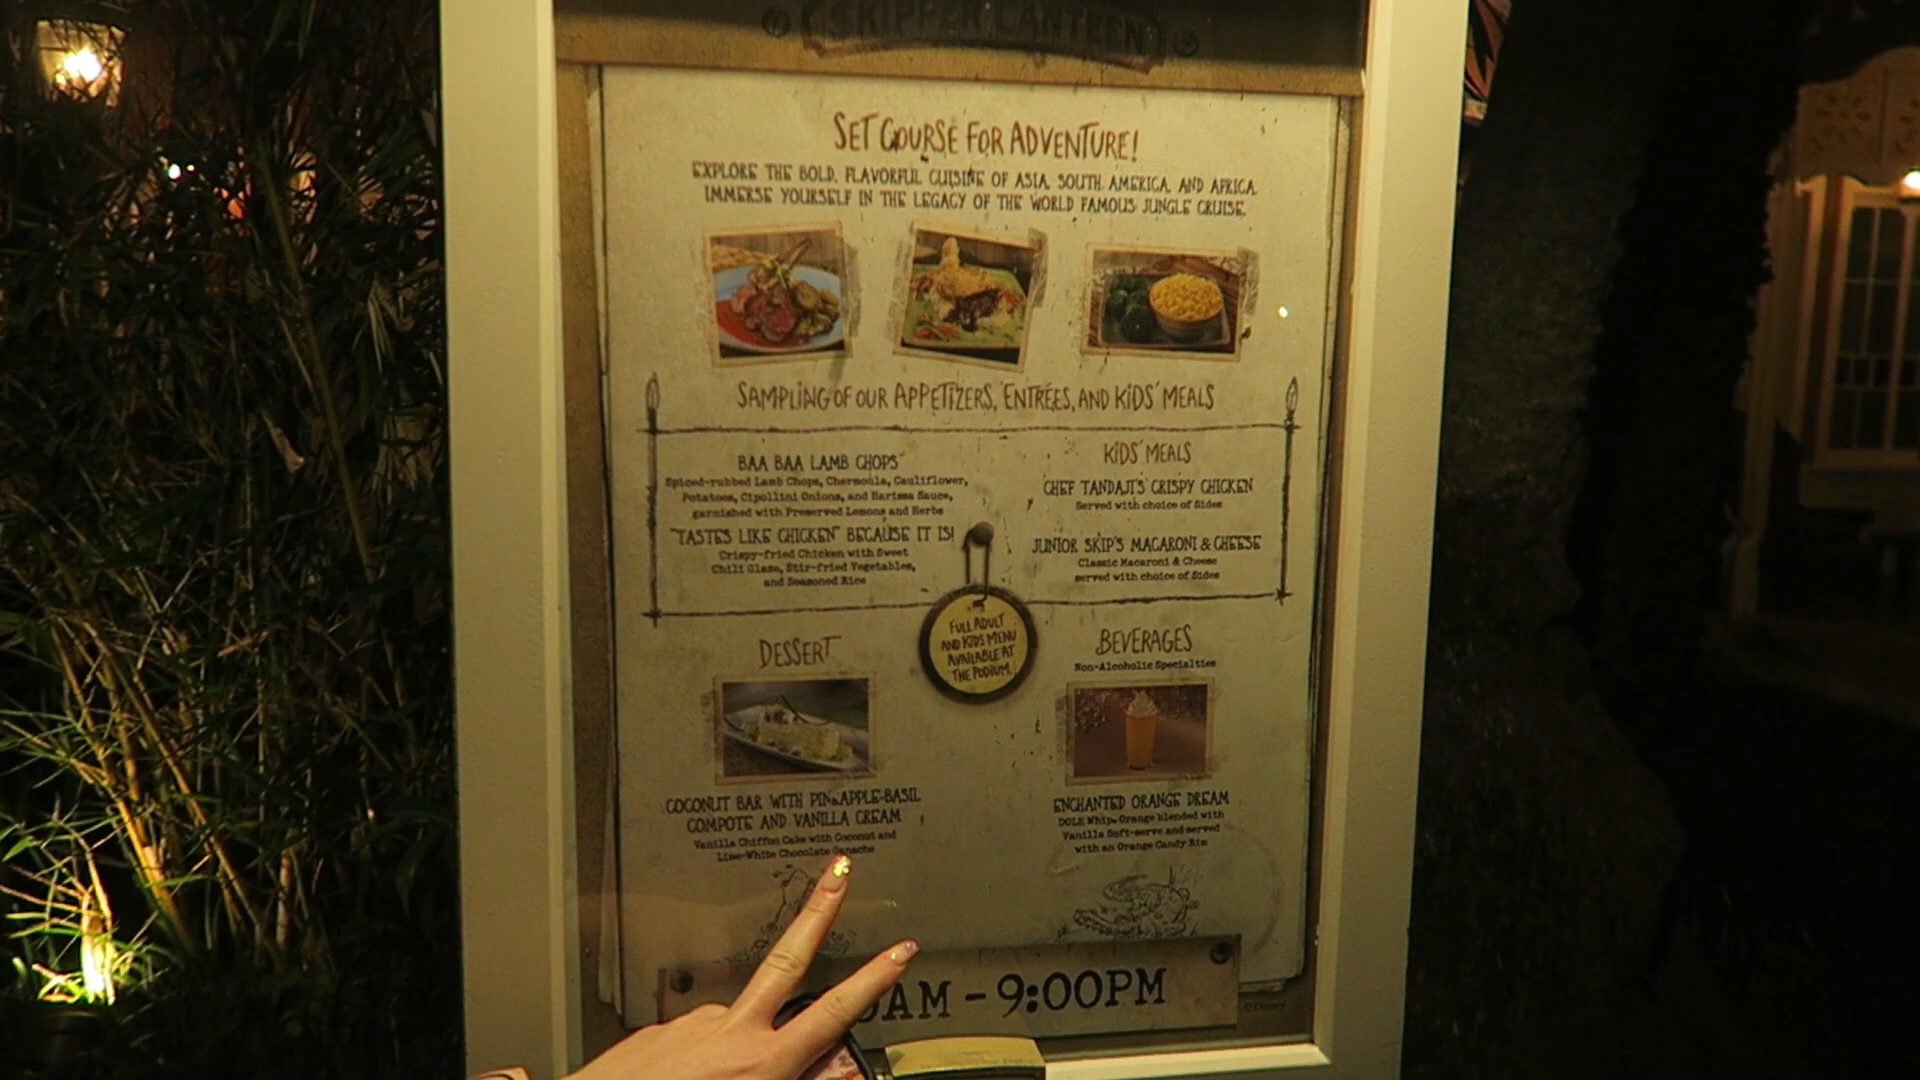 SKIPPER CANTEEN
SET COURSE FOR ADVENTURE!
EXPLORE THE BOLD, FLAVORFUL CUISINE OF ASIA, SOUTH AMERICA, AND AFRICA.
IMMERSE YOURSELF IN THE LEGACY OF THE WORLD FAMOUS JUNGLE CRUISE.
SAMPLING OF OUR APPETIZERS, ENTRÉES, AND KIDS' MEALS
BAA BAA LAMB CHOPS
Spiced-rubbed Lamb Chops, Chermoula, Cauliflower,
Potatoes, Cipollini Onions, and Harissa Sauce,
garnished with Preserved Lemons and Herbs
"TASTES LIKE CHICKEN" BECAUSE IT IS!
Crispy-fried Chicken with Sweet
Chili Glaze, Stir-fried Vegetables,
and Seasoned Rice
KIDS' MEALS
CHEF TANDAJI'S CRISPY CHICKEN
Served with choice of Sides
JUNIOR SKIP'S MACARONI & CHEESE
Classic Macaroni & Cheese
served with choice of Sides
FULL ADULT
AND KIDS MENU
AVAILABLE AT
THE PODIUM.
DESSERT
COCONUT BAR WITH PINEAPPLE-BASIL
COMPOTE AND VANILLA CREAM
Vanilla Chiffon Cake with Coconut and
Lime-White Chocolate Ganache
BEVERAGES
Non-Alcoholic Specialties
ENCHANTED ORANGE DREAM
DOLE Whip® Orange blended with
Vanilla Soft-serve and served
with an Orange Candy Rim
0AM - 9:00PM
©Disney